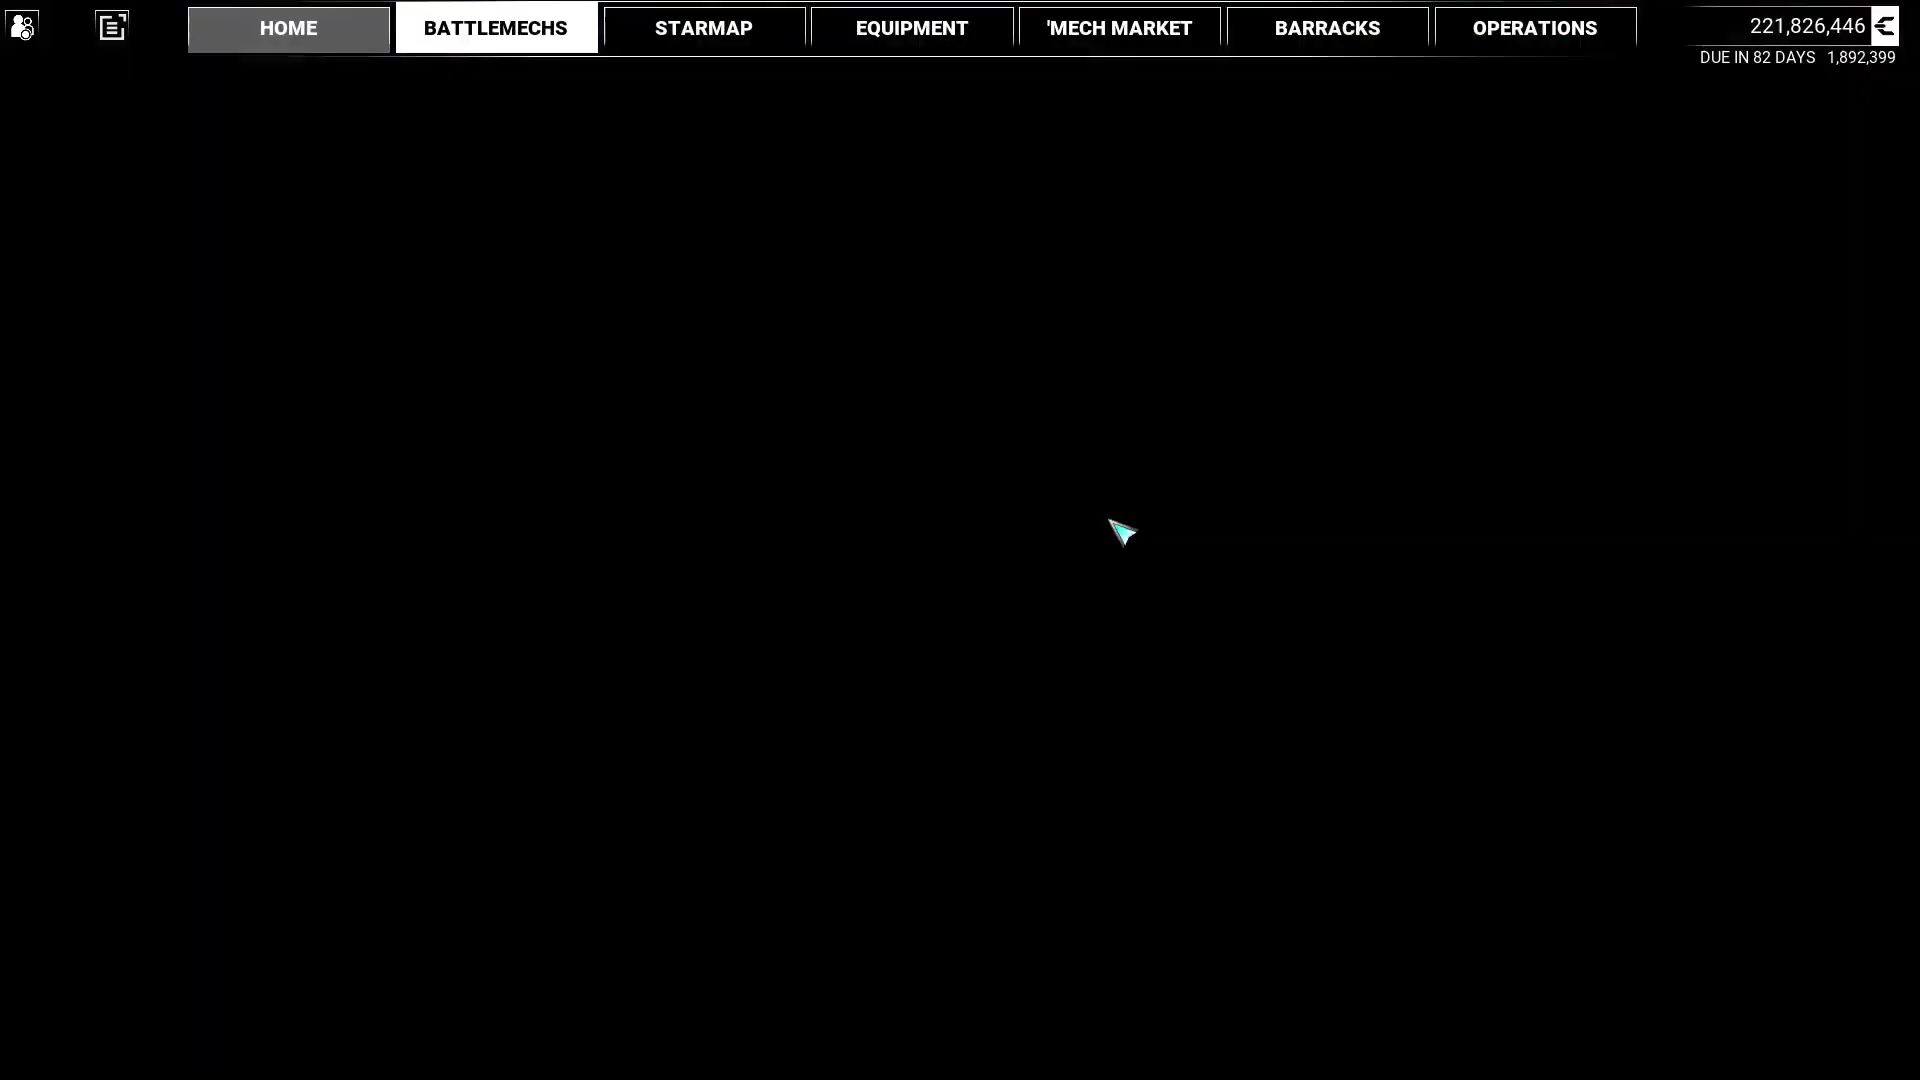 HOME
BATTLEMECHS
STARMAP
EQUIPMENT
'MECH MARKET
BARRACKS
OPERATIONS
221,826,446
DUE IN 82 DAYS 1,892,399